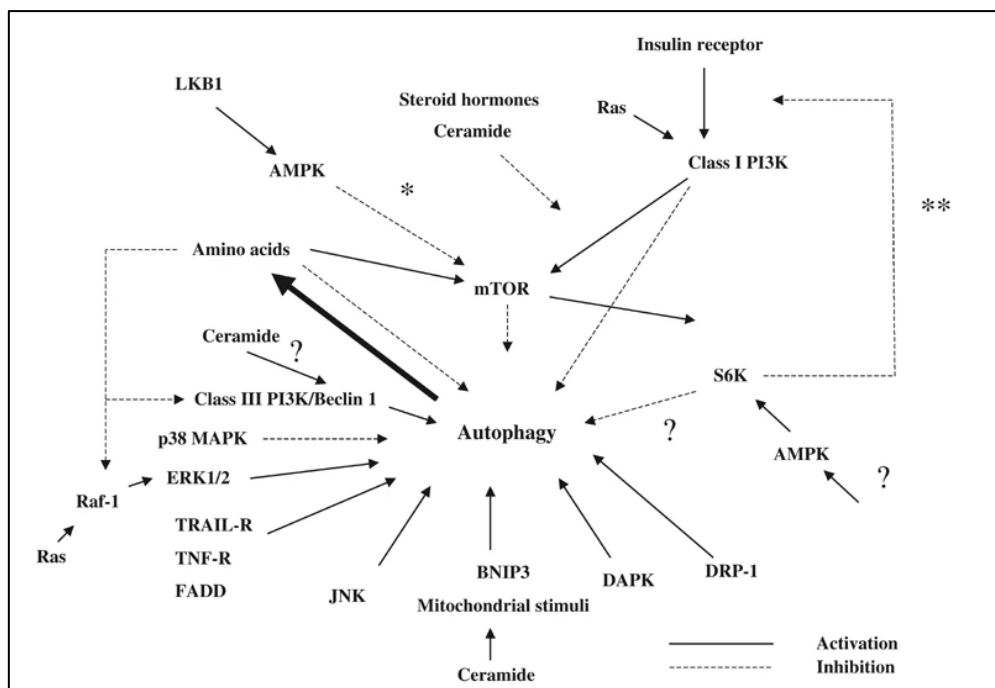 Insulin receptor
LKB1
Steroid hormones
Ras
Ceramide
Class I PI3K
AMPK
*
**
Amino acids
mTOR
Ceramide
?
S6K
Class III PI3K/Beclin 1
Autophagy
?
p38 MAPK
AMPK
?
ERK1/2
Raf-1
TRAIL-R
Ras
TNF-R
BNIP3
DAPK
DRP-1
FADD
JNK
Mitochondrial stimuli
Activation
Inhibition
Ceramide